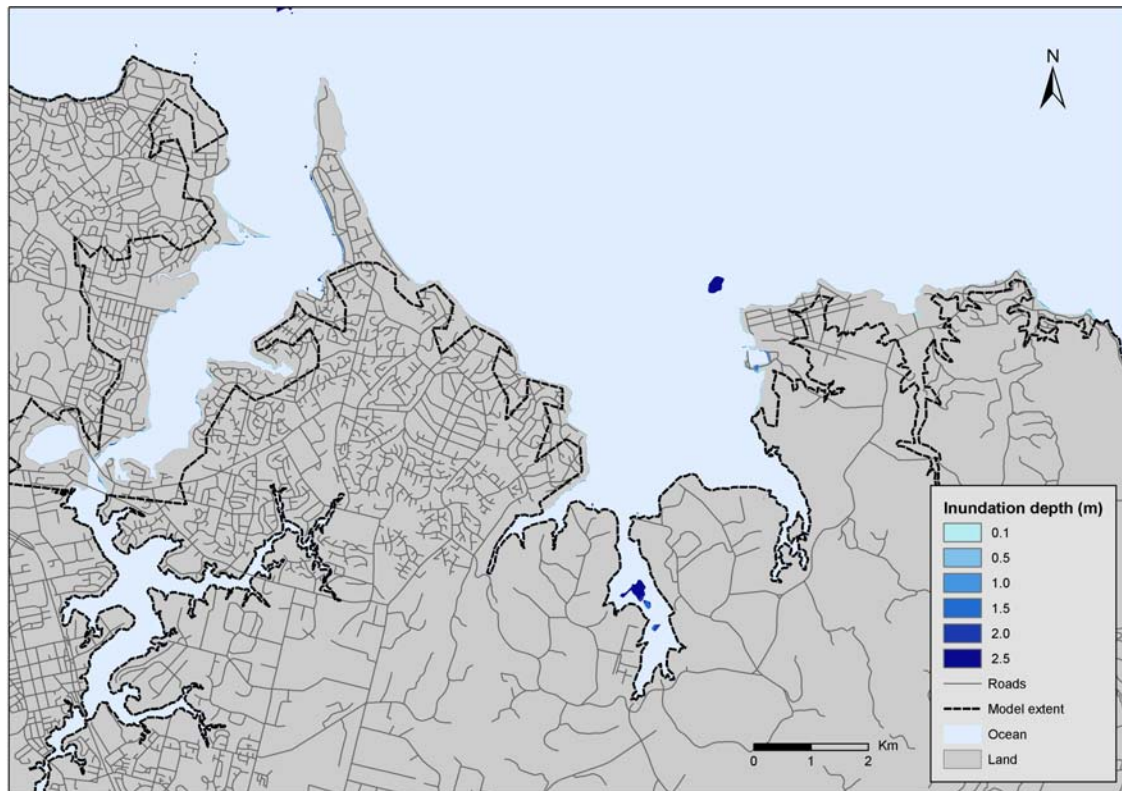 N
Inundation depth (m)
0.1
0.5
1.0
1.5
2.0
2.5
Roads
Model extent
Ocean
Land
Km
0 1 2